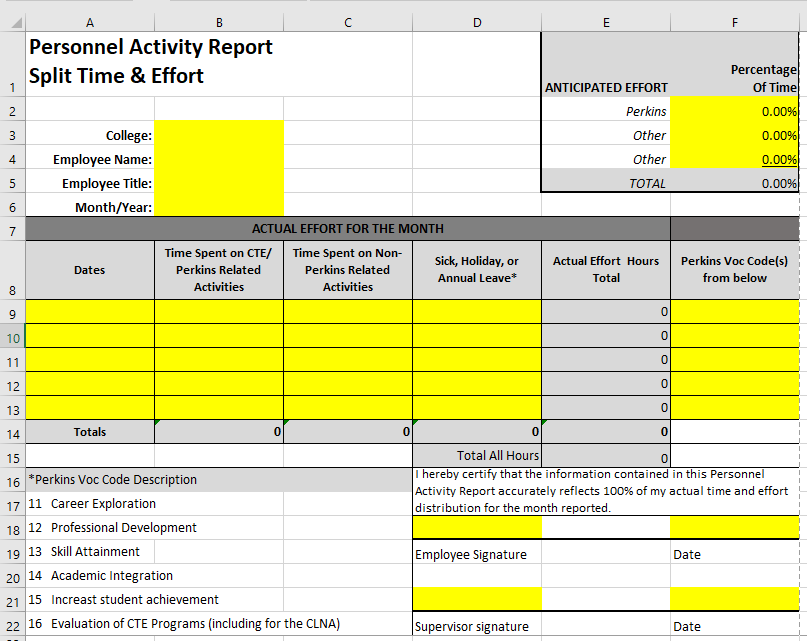 A B C D E F
1 Personnel Activity Report
Split Time & Effort
ANTICIPATED EFFORT
Percentage
Of Time
2 Perkins 0.00%
3 College: Other 0.00%
4 Employee Name: Other 0.00%
5 Employee Title: TOTAL 0.00%
6 Month/Year:
7 ACTUAL EFFORT FOR THE MONTH
8 Dates
Time Spent on CTE/
Perkins Related
Activities
Time Spent on Non-
Perkins Related
Activities
Sick, Holiday, or
Annual Leave*
Actual Effort Hours
Total
Perkins Voc Code(s)
from below
9 0
10 0
11 0
12 0
13 0
14 Totals 0 0 0 0
15 Total All Hours 0
16 *Perkins Voc Code Description
I hereby certify that the information contained in this Personnel
Activity Report accurately reflects 100% of my actual time and effort
distribution for the month reported.
17 11 Career Exploration
18 12 Professional Development
19 13 Skill Attainment Employee Signature Date
20 14 Academic Integration
21 15 Increast student achievement
22 16 Evaluation of CTE Programs (including for the CLNA) Supervisor signature Date